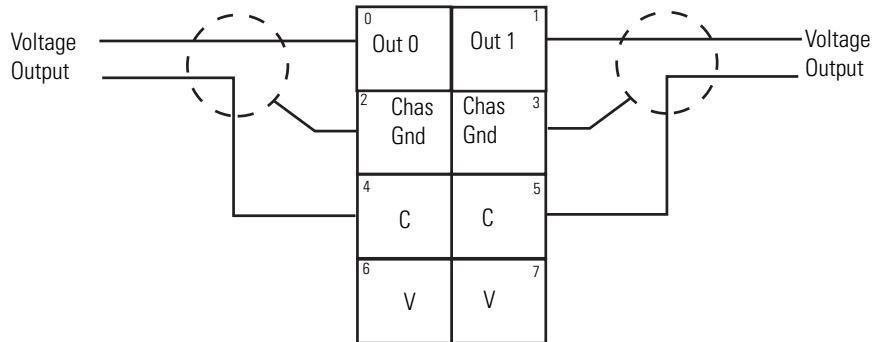 0
1
Voltage
Output
Out 0
Out 1
Voltage
Output
2
Chas
Gnd
Chas
Gnd
3
4
C
C
5
6
V
V
7